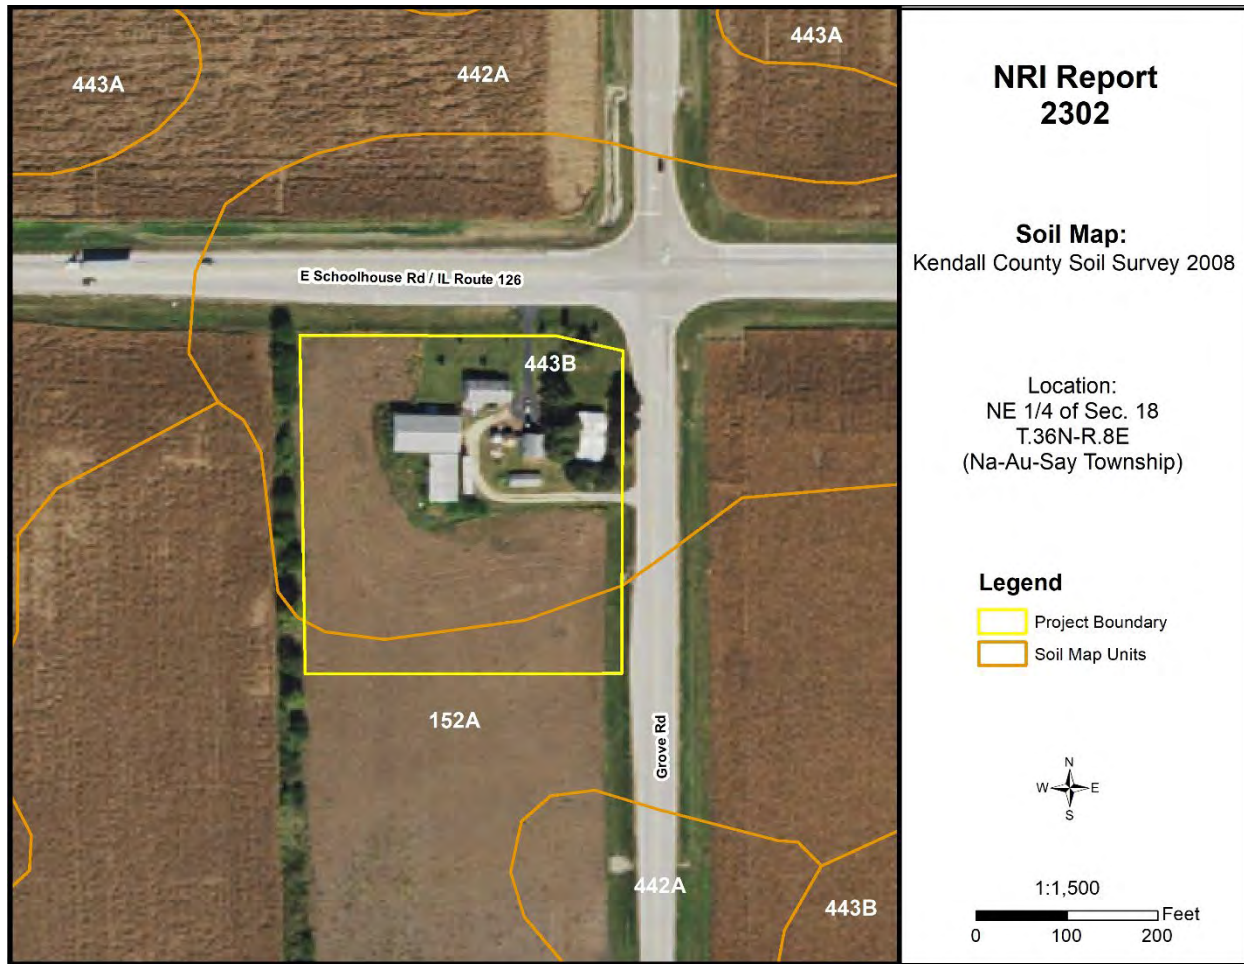 443A
442A
443A
E Schoolhouse Rd / IL Route 126
443B
152A
Grove Rd
442A
443B
NRI Report
2302
Soil Map:
Kendall County Soil Survey 2008
Location:
NE 1/4 of Sec. 18
T.36N-R.8E
(Na-Au-Say Township)
Legend
Project Boundary
Soil Map Units
N
W E
S
1:1,500
Feet
0 100 200